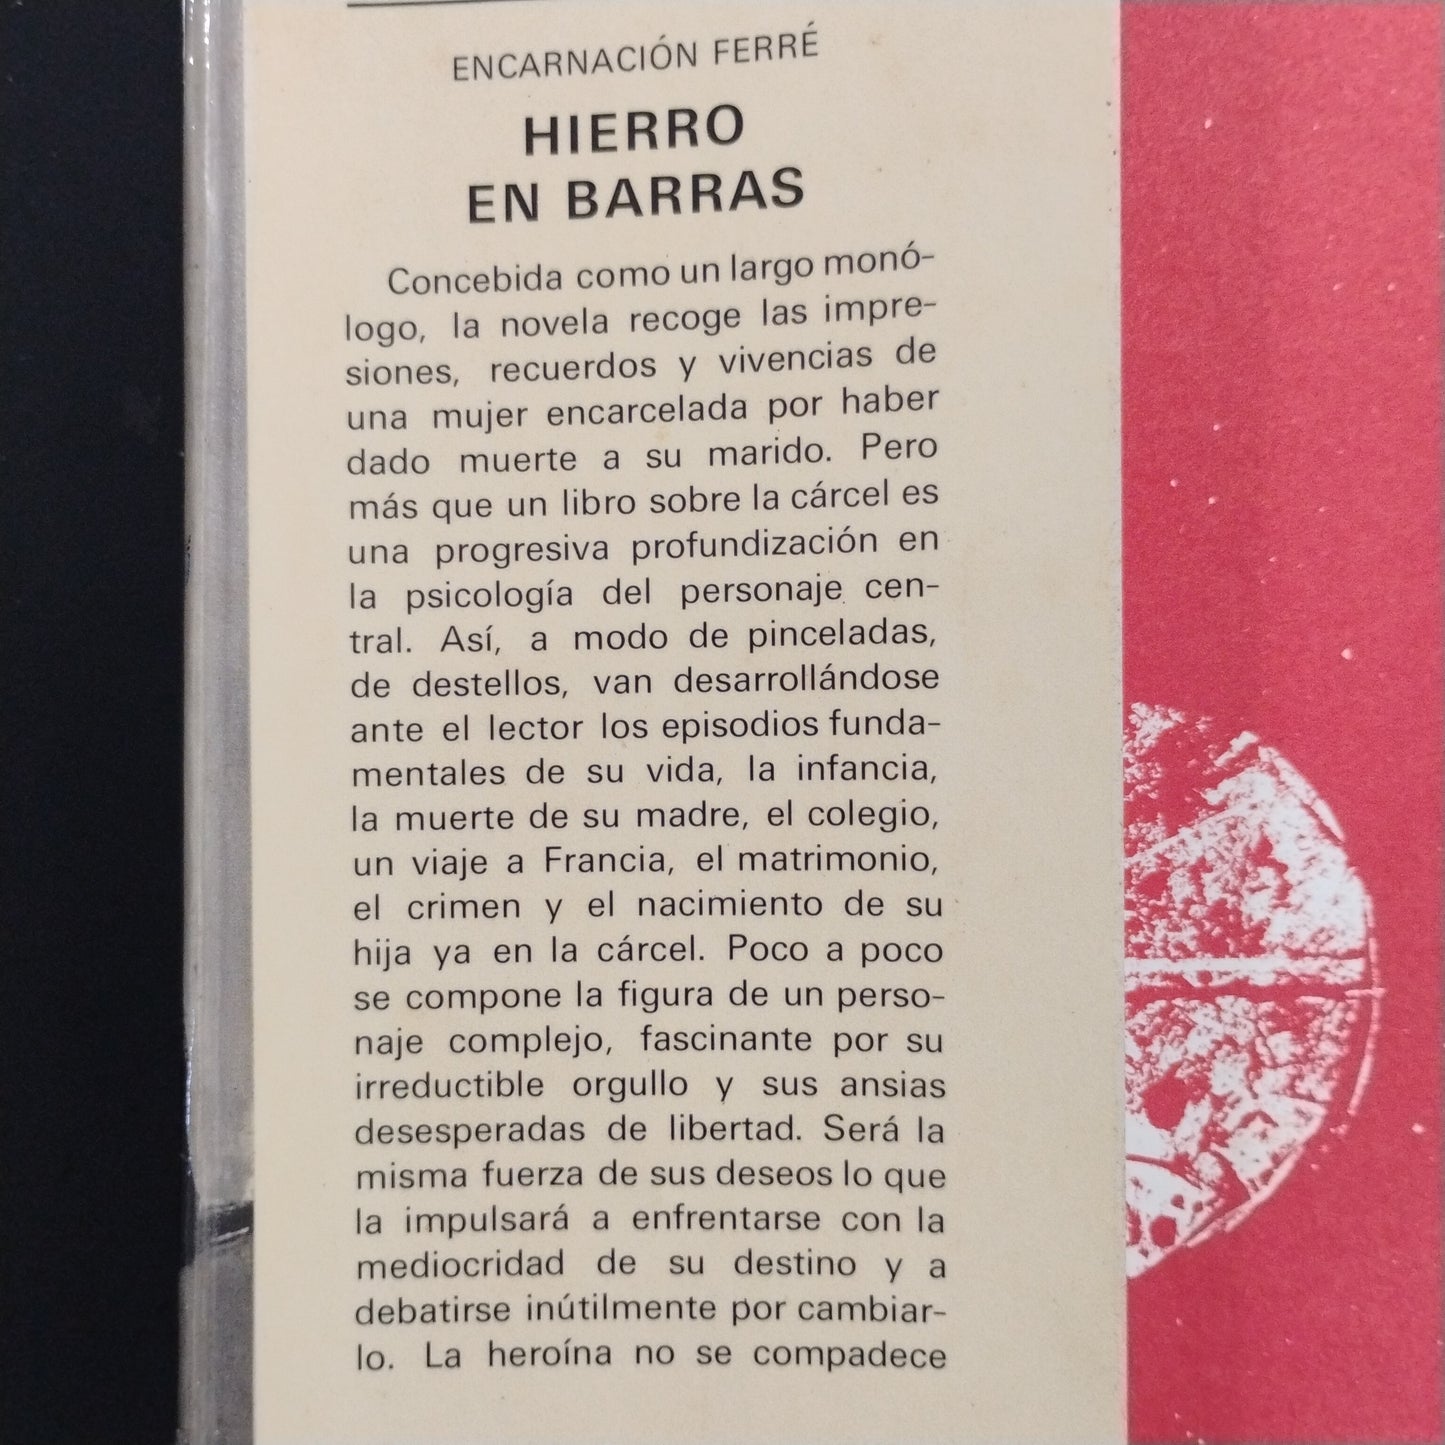 ENCARNACIÓN FERRÉ
HIERRO
EN BARRAS
Concebida como un largo monó-
logo, la novela recoge las impre-
siones, recuerdos y vivencias de
una mujer encarcelada por haber
dado muerte a su marido. Pero
más que un libro sobre la cárcel es
una progresiva profundización en
la psicología del personaje cen-
tral. Así, a modo de pinceladas,
de destellos, van desarrollándose
ante el lector los episodios funda-
mentales de su vida, la infancia,
la muerte de su madre, el colegio,
un viaje a Francia, el matrimonio,
el crimen y el nacimiento de su
hija ya en la cárcel. Poco a poco
se compone la figura de un perso-
naje complejo, fascinante por su
irreductible orgullo y sus ansias
desesperadas de libertad. Será la
misma fuerza de sus deseos lo que
la impulsará a enfrentarse con la
mediocridad de su destino y a
debatirse inútilmente por cambiar-
lo. La heroína no se compadece